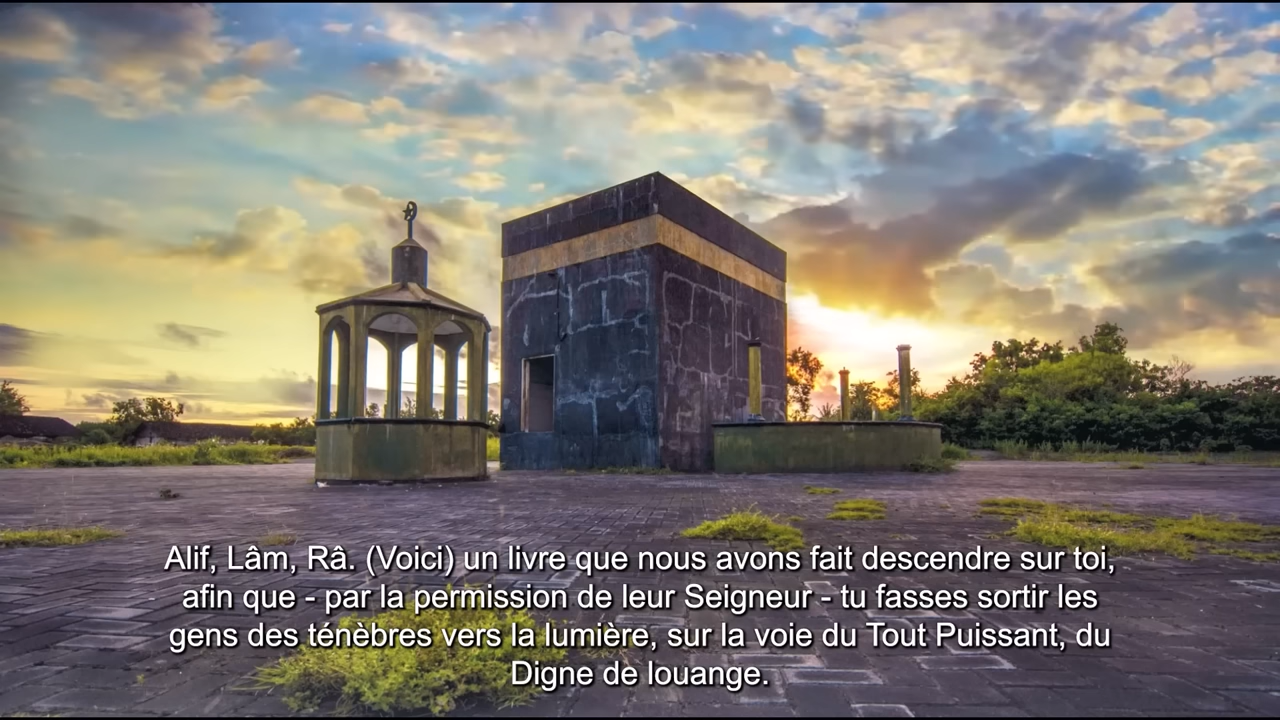 Alif, Lâm, Râ. (Voici) un livre que nous avons fait descendre sur toi,
afin que - par la permission de leur Seigneur - tu fasses sortir les
gens des ténèbres vers la lumière, sur la voie du Tout Puissant, du
Digne de louange.